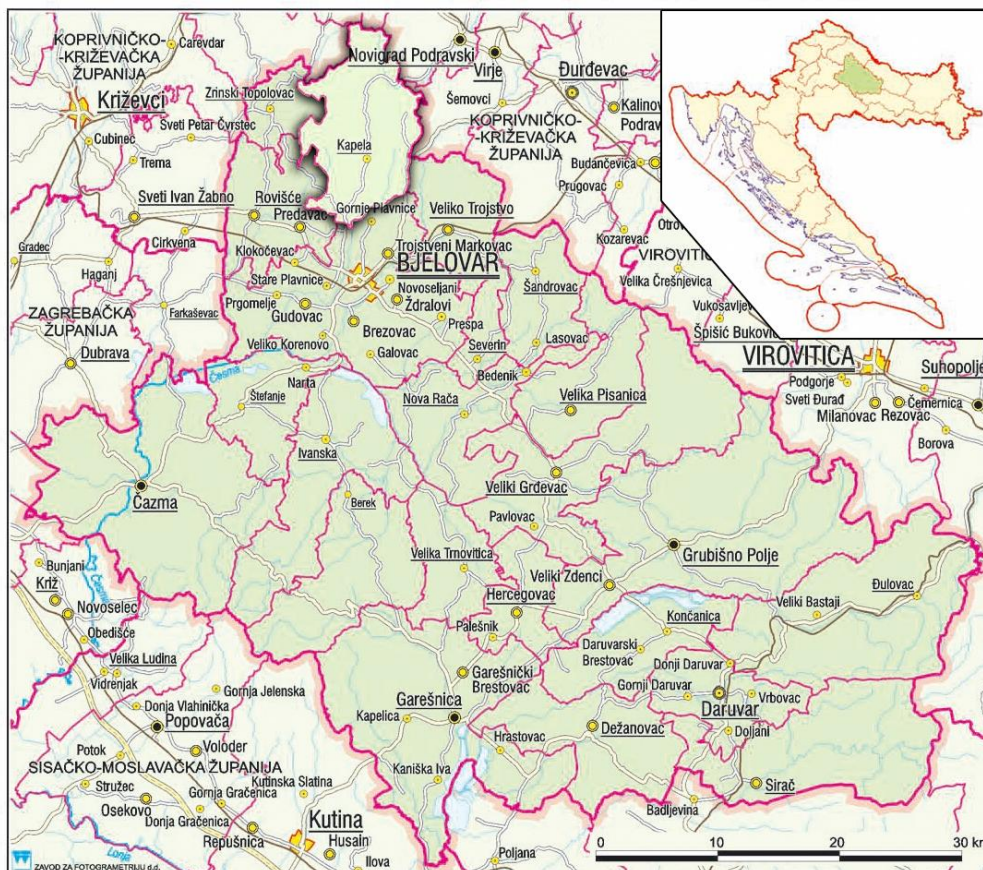 KOPRIVNIČKO-
-KRIŽEVAČKA
ŽUPANIJA
Carevdar
Novigrad Podravski
Virje
Đurđevac
Križevci
Zrinski Topolovac
Šemovci
Kalinov
Podrav
Cubinec
Sveti Petar Čvrstec
KOPRIVNIČKO-
-KRIŽEVAČKA
ŽUPANIJA
Trema
Kapela
Budančevica
Prugovac
Sveti Ivan Žabno
Rovišće
Predavac
Gornje Plavnice
Veliko Trojstvo
Kozarevac
Otrov
Gradec
Cirkvena
Klokočevac
Trojstveni Markovac
BJELOVAR
VIROVITIC
Haganj
Stare Plavnice
Novoseljani
Šandrovac
Velika Črešnjevica
ZAGREBAČKA
ŽUPANIJA
Farkaševac
Prgomelje
Gudovac
Ždralovi
Vukosavljev
Prespa
Špišić Bukovic
Dubrava
Veliko Korenovo
Brezovac
Galovac
Severin
Lasovac
VIROVITICA
Suhopolje
Česma
Narta
Bedenik
Podgorje
Sveti Đurađ
Štefanje
Nova Rača
Velika Pisanica
Milanovac
Rezovac
Čemernica
Borova
Ivanska
Čazma
Veliki Grđevac
Berek
Pavlovac
Grubišno Polje
Bunjani
Križ
Česma
Velika Trnovitica
Veliki Zdenci
Đulovac
Novoselec
Hercegovac
Veliki Bastaji
Obedišće
Palešnik
Končanica
Velika Ludina
Daruvarski
Brestovac
Donji Daruvar
Vidrenjak
Garešnički
Brestovac
Gornja Jelenska
Gornji Daruvar
Vrbovac
Donja Vlahinička
Garešnica
Daruvar
Popovača
Kapelica
Dežanovac
Doljani
Potok
Voloder
Hrastovac
SISAČKO-MOSLAVAČKA ŽUPANIJA
Kaniška Iva
Sirač
Stružec
Kutinska Slatina
Osekovo
Gornja Gračenica
Badljevina
Donja Gračenica
Kutina
Repušnica
Husain
Lonja
Ilova
Poljana
0 10 20 30 km
ZAVOD ZA FOTOGRAMETRIJU d.d.